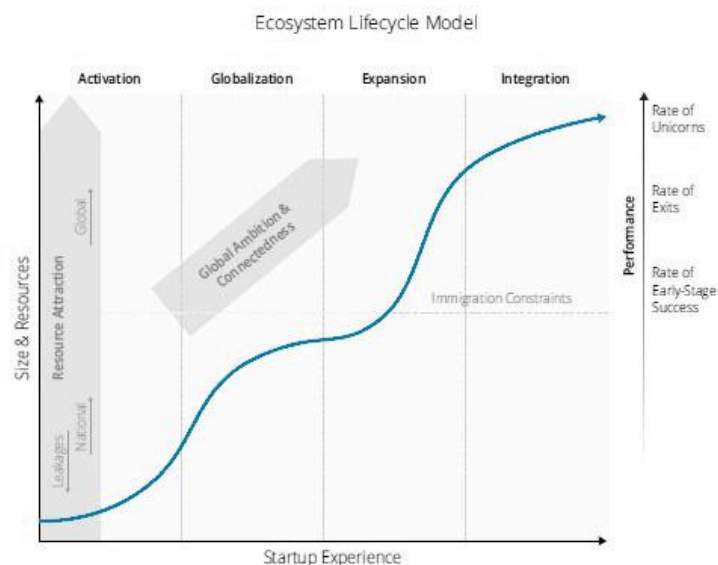 Ecosystem Lifecycle Model
Activation
Globalization
Expansion
Integration
Size & Resources
Resource Attraction
Leakages
National
Global
Global Ambition &
Connectedness
Immigration Constraints
Performance
Rate of
Unicorns
Rate of
Exits
Rate of
Early-Stage
Success
Startup Experience